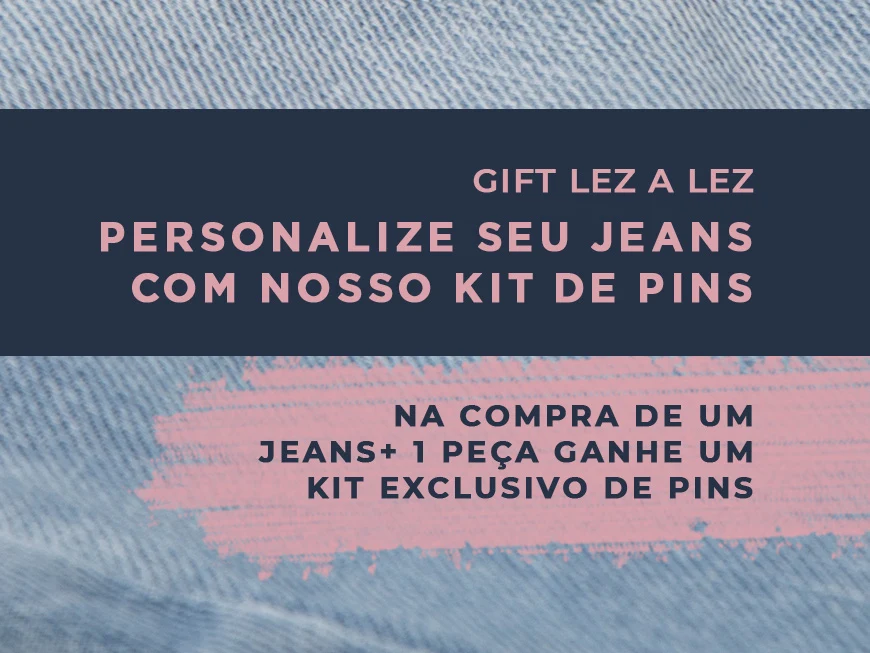 GIFT LEZ A LEZ
PERSONALIZE SEU JEANS
COM NOSSO KIT DE PINS
NA COMPRA DE UM
JEANS+ 1 PEÇA GANHE UM
KIT EXCLUSIVO DE PINS